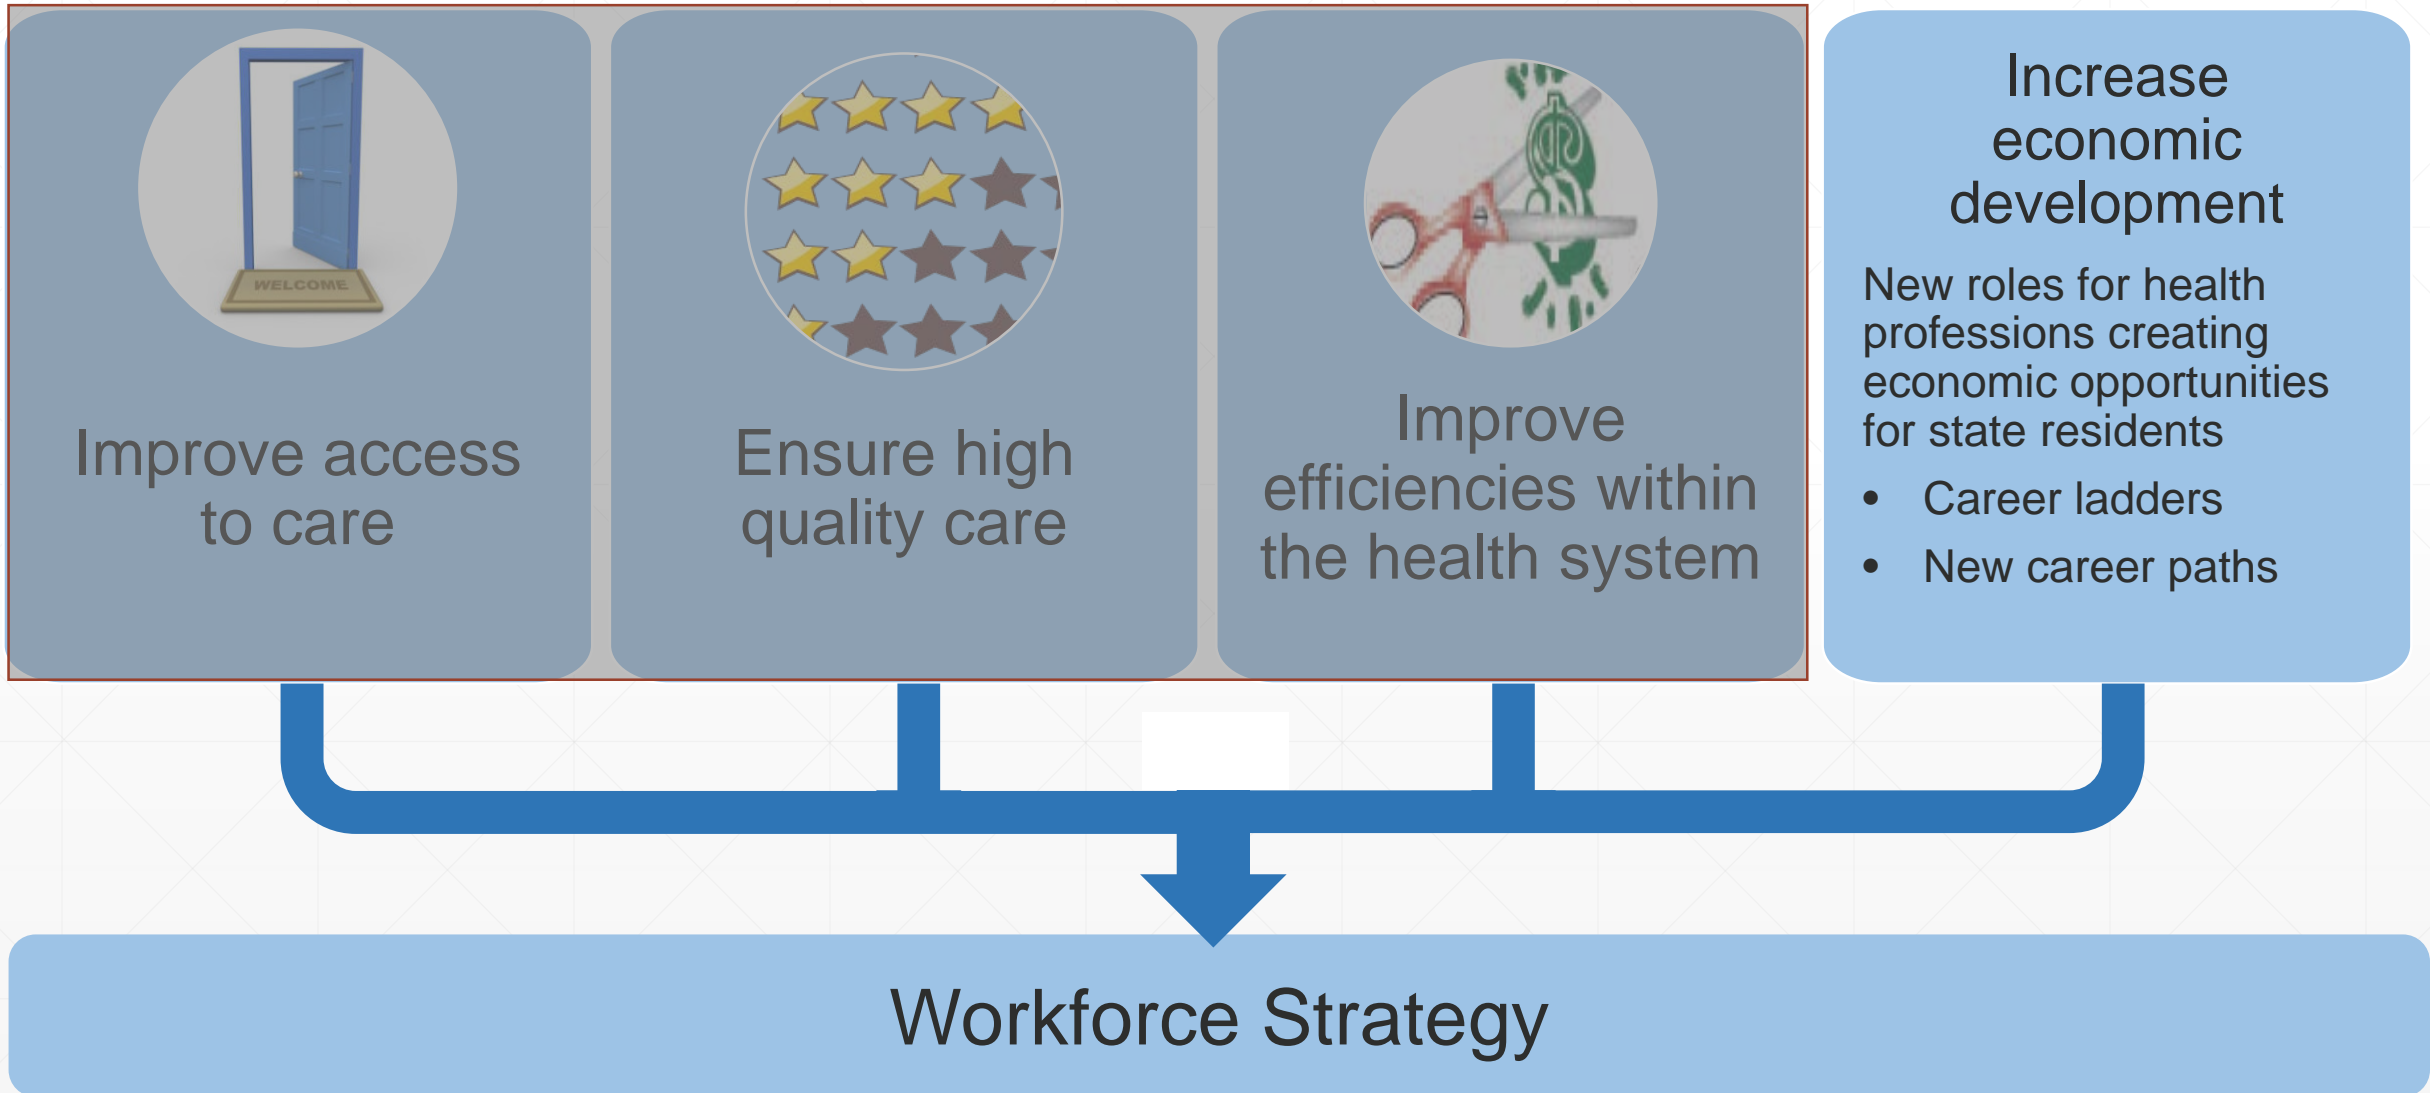 WELCOME
Improve access
to care
Ensure high
quality care
Improve
efficiencies within
the health system
Increase
economic
development
New roles for health
professions creating
economic opportunities
for state residents
• Career ladders
• New career paths
Workforce Strategy